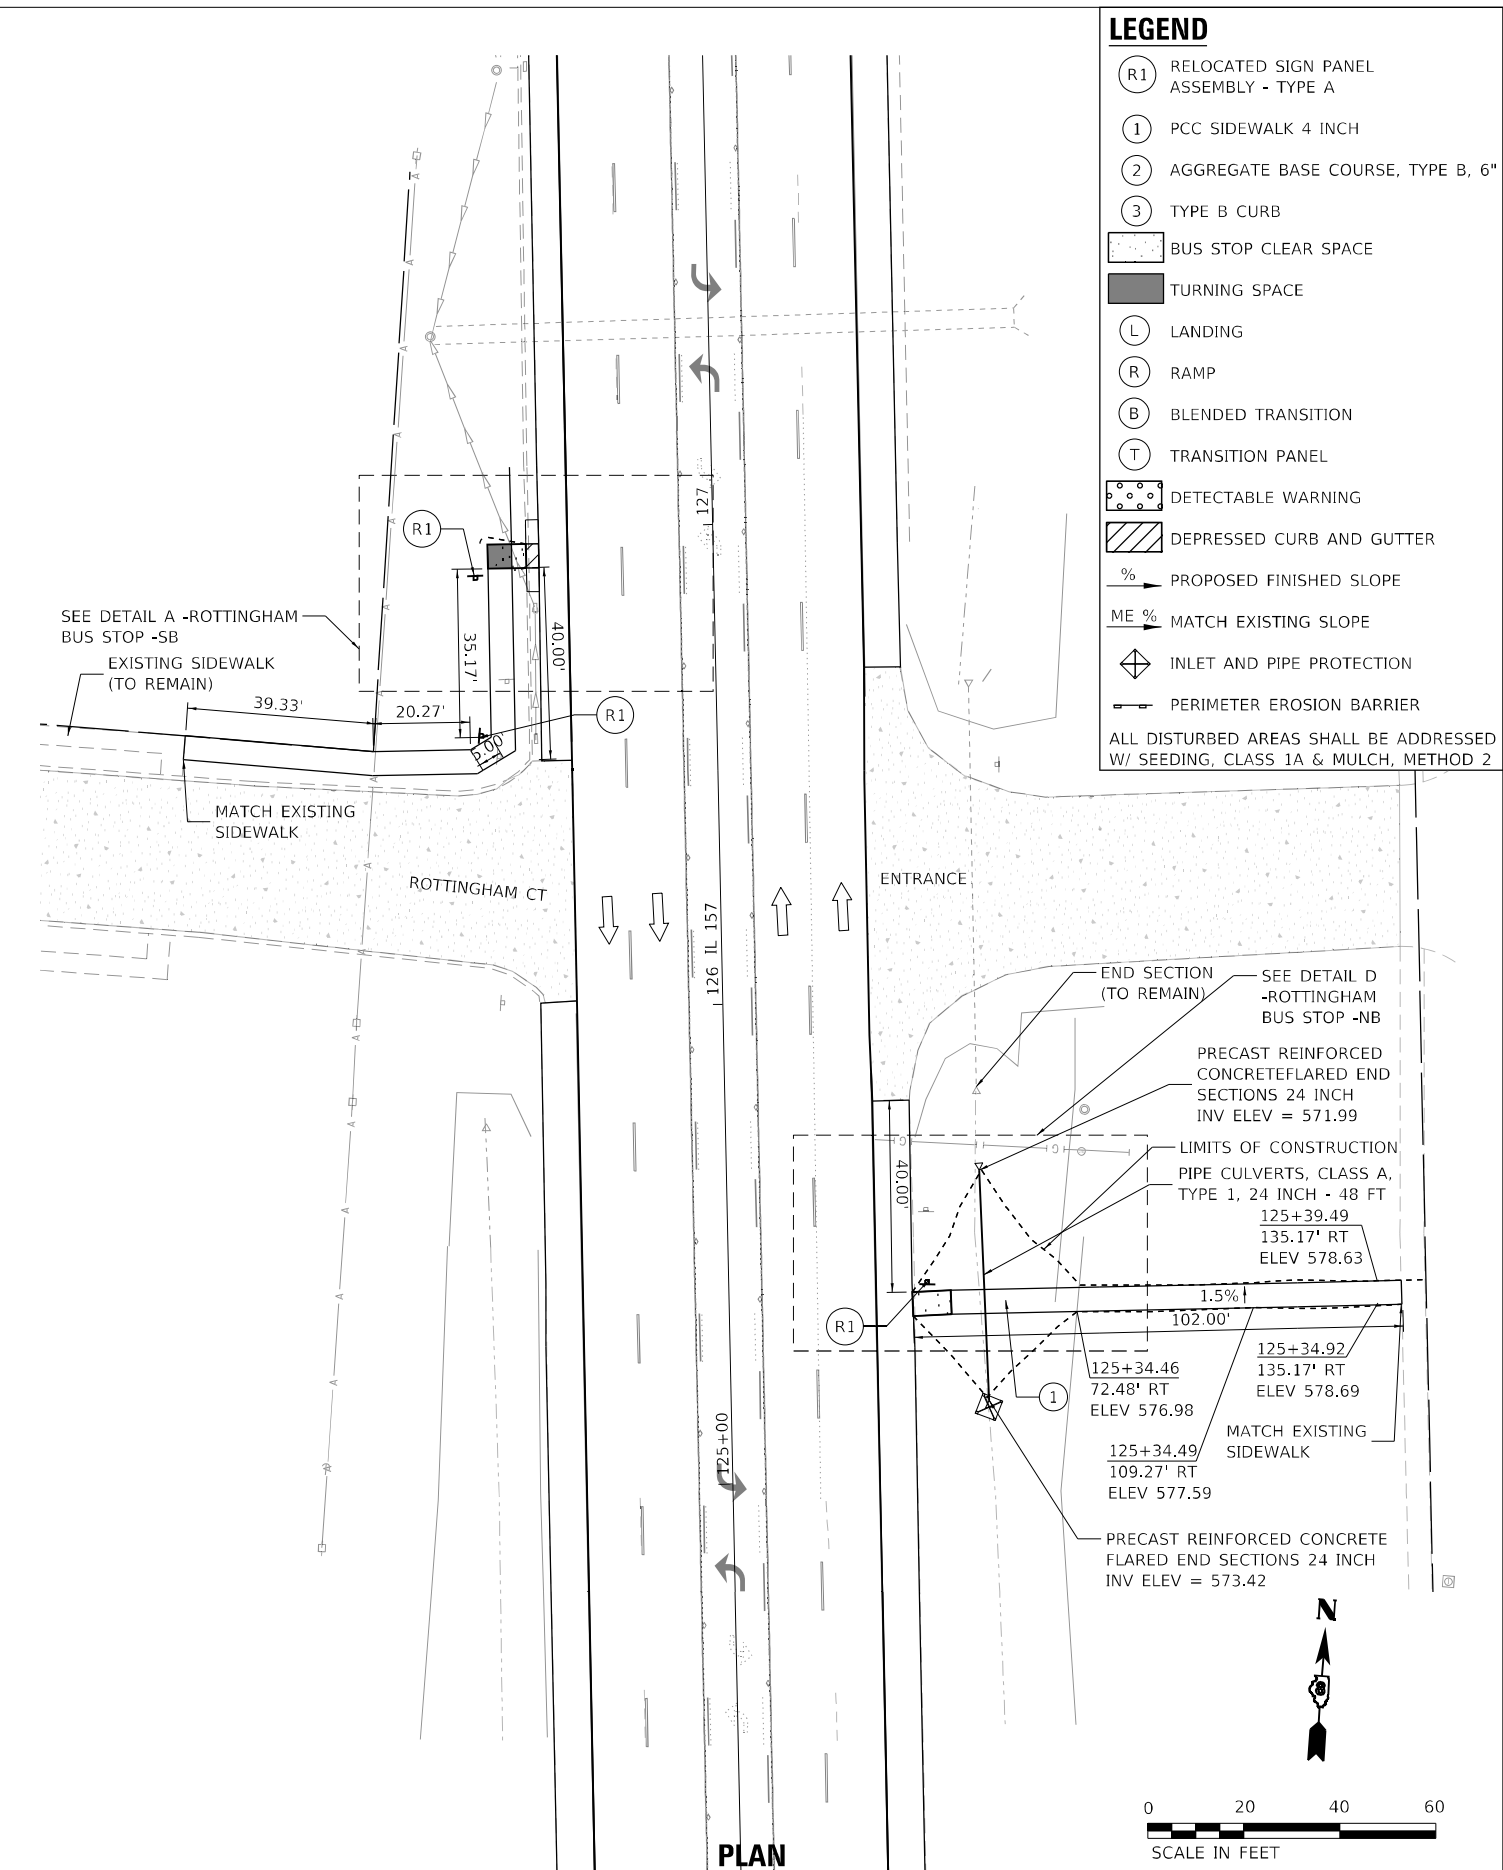 LEGEND
R1 RELOCATED SIGN PANEL
ASSEMBLY - TYPE A
1 PCC SIDEWALK 4 INCH
2 AGGREGATE BASE COURSE, TYPE B, 6"
3 TYPE B CURB
BUS STOP CLEAR SPACE
TURNING SPACE
L LANDING
R RAMP
B BLENDED TRANSITION
T TRANSITION PANEL
DETECTABLE WARNING
DEPRESSED CURB AND GUTTER
% PROPOSED FINISHED SLOPE
ME % MATCH EXISTING SLOPE
INLET AND PIPE PROTECTION
PERIMETER EROSION BARRIER
ALL DISTURBED AREAS SHALL BE ADDRESSED
W/ SEEDING, CLASS 1A & MULCH, METHOD 2
127
R1
SEE DETAIL A -ROTTINGHAM
BUS STOP -SB
EXISTING SIDEWALK
(TO REMAIN)
35.17'
40.00'
39.33'
20.27'
R1
5.00'
MATCH EXISTING
SIDEWALK
ROTTINGHAM CT
ENTRANCE
126 IL 157
END SECTION
(TO REMAIN)
SEE DETAIL D
-ROTTINGHAM
BUS STOP -NB
PRECAST REINFORCED
CONCRETEFLARED END
SECTIONS 24 INCH
INV ELEV = 571.99
LIMITS OF CONSTRUCTION
PIPE CULVERTS, CLASS A,
TYPE 1, 24 INCH - 48 FT
40.00'
125+39.49
135.17' RT
ELEV 578.63
1.5%
102.00'
R1
1
125+34.46
72.48' RT
ELEV 576.98
125+34.92
135.17' RT
ELEV 578.69
MATCH EXISTING
SIDEWALK
125+34.49
109.27' RT
ELEV 577.59
125+00
PRECAST REINFORCED CONCRETE
FLARED END SECTIONS 24 INCH
INV ELEV = 573.42
N
8
0 20 40 60
SCALE IN FEET
PLAN